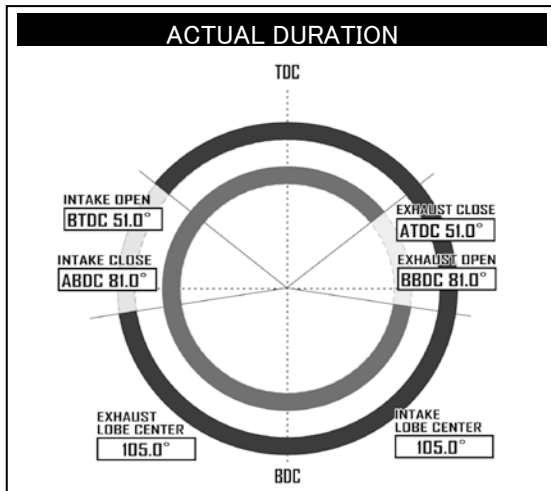 ACTUAL DURATION
TDC
INTAKE OPEN
BTDC 51.0°
EXHAUST CLOSE
ATDC 51.0°
INTAKE CLOSE
ABDC 81.0°
EXHAUST OPEN
BBDC 81.0°
EXHAUST
LOBE CENTER
105.0°
INTAKE
LOBE CENTER
105.0°
BDC